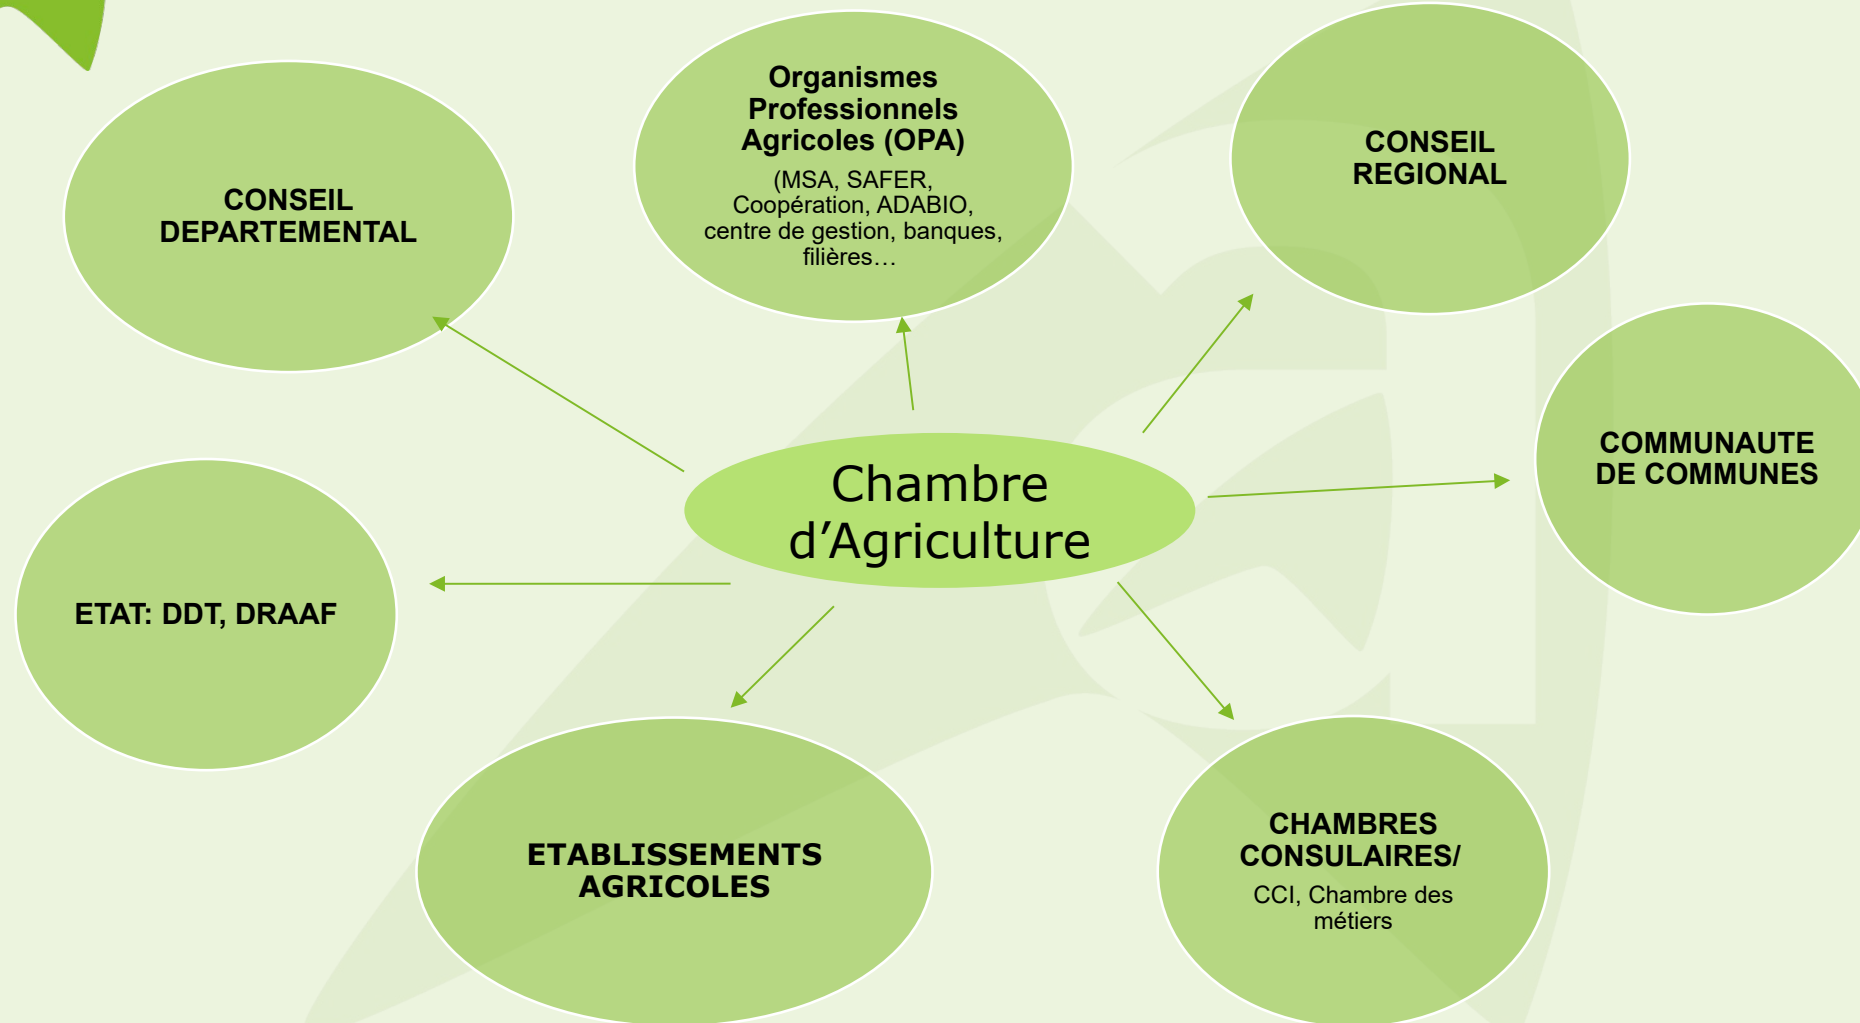 Organismes
Professionnels
Agricoles (OPA)
(MSA, SAFER,
Coopération, ADABIO,
centre de gestion, banques,
filières…
CONSEIL
REGIONAL
CONSEIL
DEPARTEMENTAL
COMMUNAUTE
DE COMMUNES
Chambre
d’Agriculture
ETAT: DDT, DRAAF
ETABLISSEMENTS
AGRICOLES
CHAMBRES
CONSULAIRES/
CCI, Chambre des
métiers